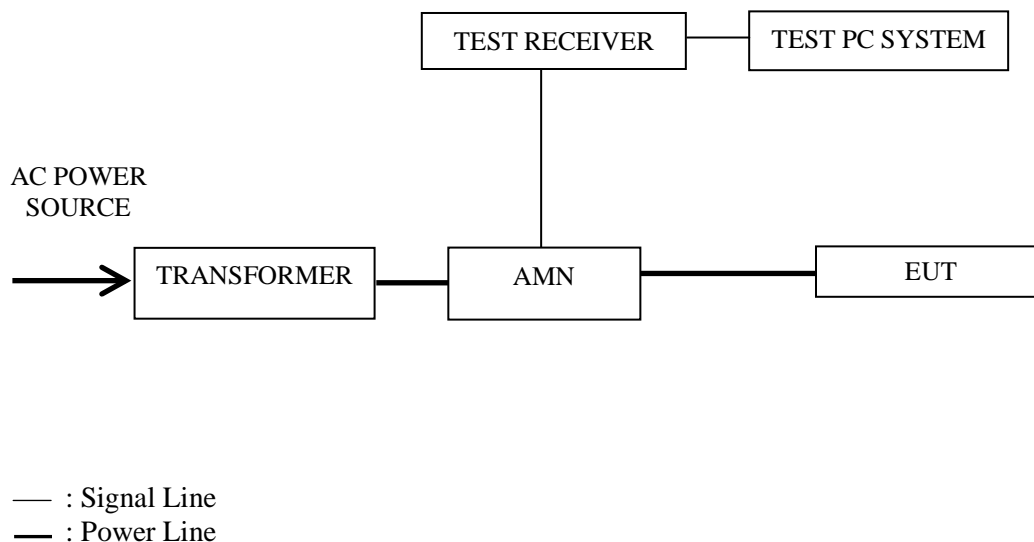 TEST RECEIVER
TEST PC SYSTEM
AC POWER
SOURCE
TRANSFORMER
AMN
EUT
: Signal Line
: Power Line